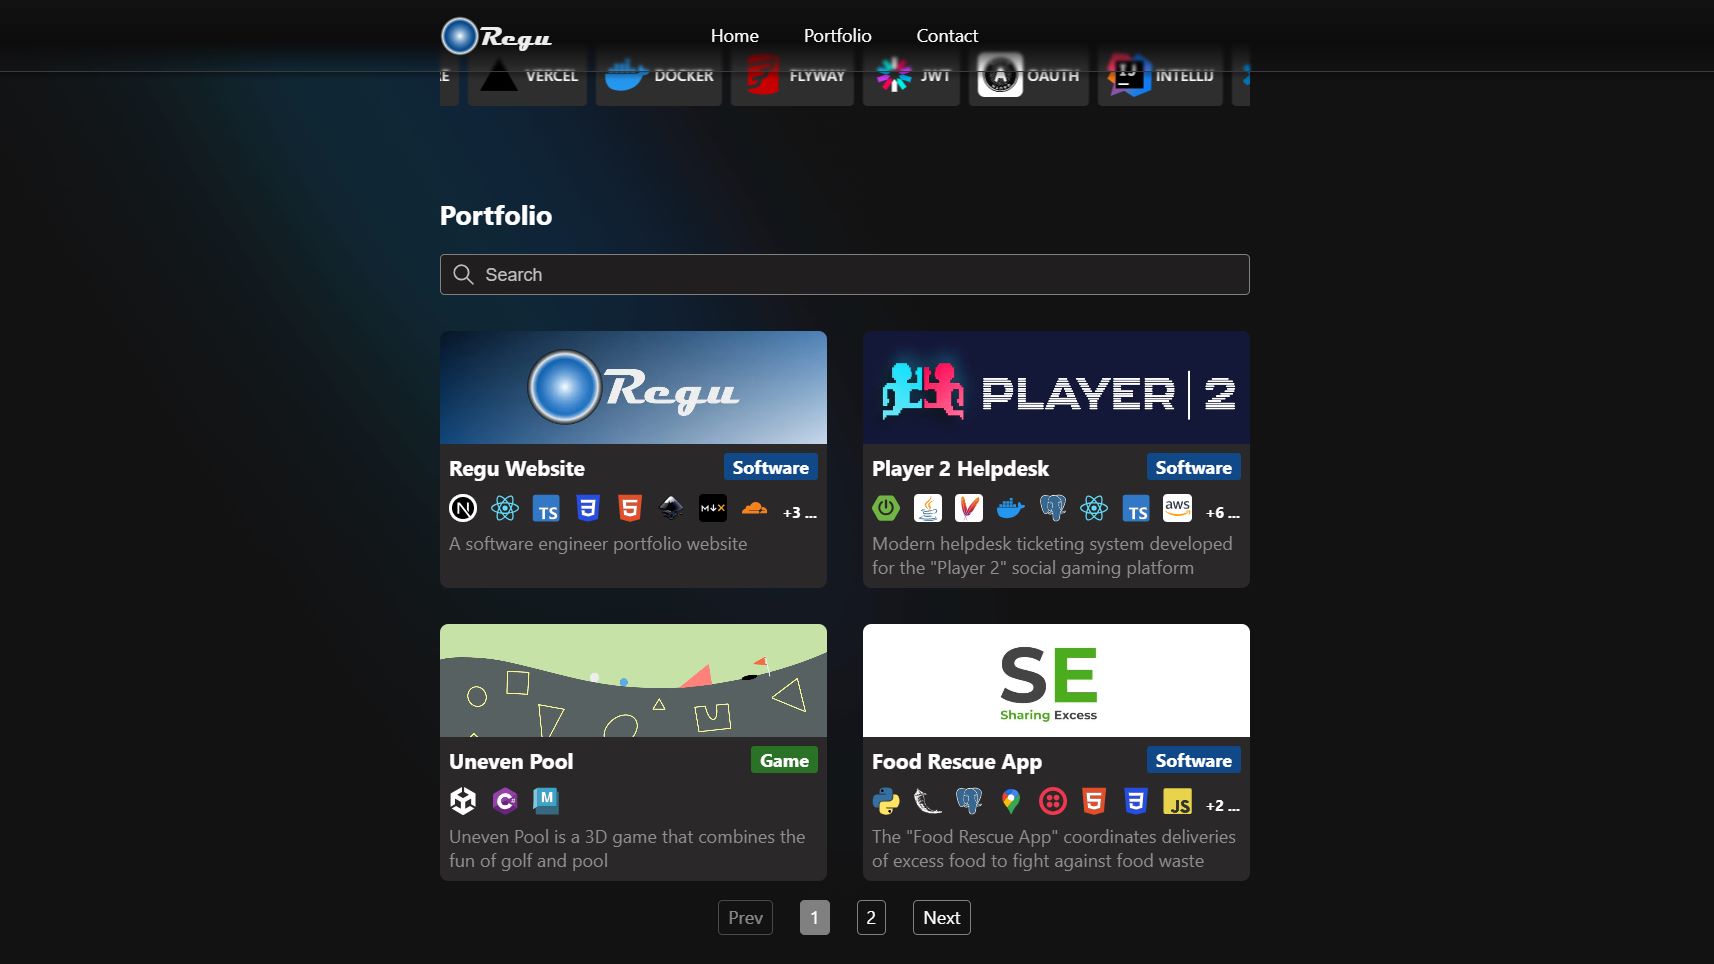 Regu
Home Portfolio Contact
VERCEL DOCKER FLYWAY JWT OAUTH INTELLIJ
Portfolio
Search
Regu
PLAYER | 2
Regu Website Software
Player 2 Helpdesk Software
TS M↓X +3 ...
TS aws +6 ...
A software engineer portfolio website
Modern helpdesk ticketing system developed
for the "Player 2" social gaming platform
SE
Sharing Excess
Uneven Pool Game
Food Rescue App Software
M
JS +2 ...
Uneven Pool is a 3D game that combines the
fun of golf and pool
The "Food Rescue App" coordinates deliveries
of excess food to fight against food waste
Prev 1 2 Next